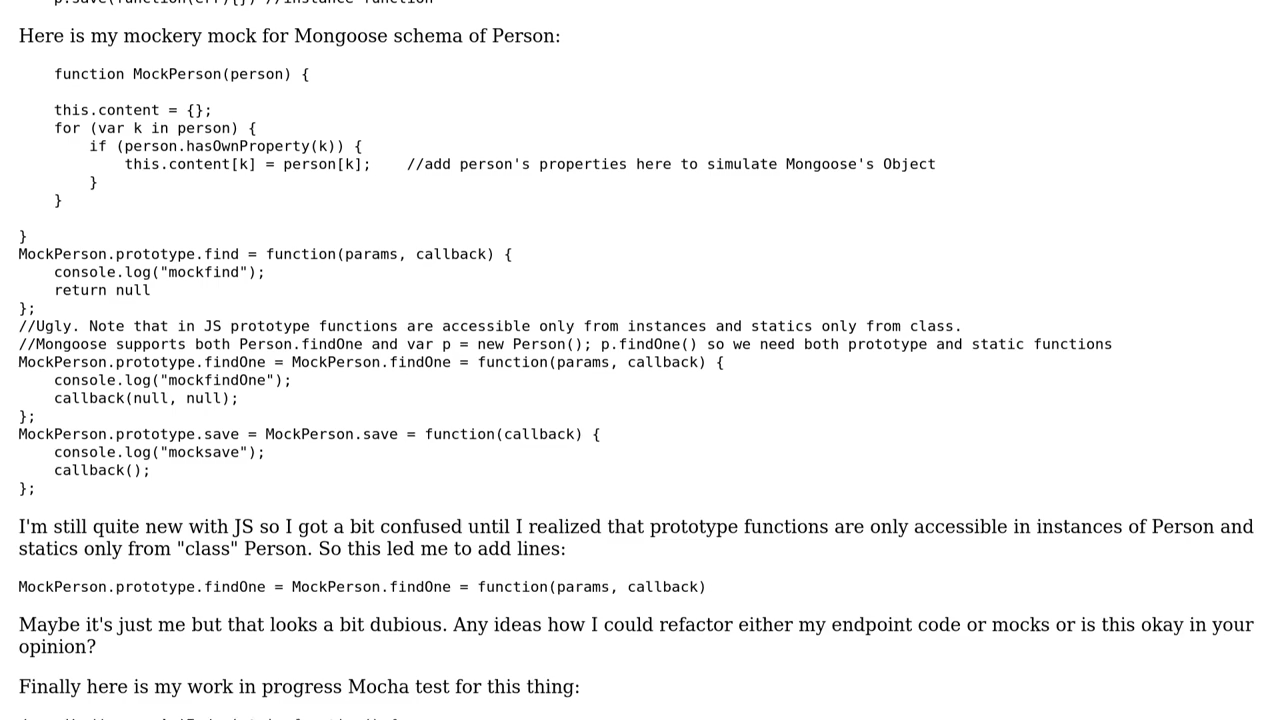 p.save(function(err){}) //instance function
Here is my mockery mock for Mongoose schema of Person:
    function MockPerson(person) {
    this.content = {};
    for (var k in person) {
        if (person.hasOwnProperty(k)) {
            this.content[k] = person[k];    //add person's properties here to simulate Mongoose's Object
        }
    }
}
MockPerson.prototype.find = function(params, callback) {
    console.log("mockfind");
    return null
};
//Ugly. Note that in JS prototype functions are accessible only from instances and statics only from class.
//Mongoose supports both Person.findOne and var p = new Person(); p.findOne() so we need both prototype and static functions
MockPerson.prototype.findOne = MockPerson.findOne = function(params, callback) {
    console.log("mockfindOne");
    callback(null, null);
};
MockPerson.prototype.save = MockPerson.save = function(callback) {
    console.log("mocksave");
    callback();
};
I'm still quite new with JS so I got a bit confused until I realized that prototype functions are only accessible in instances of Person and
statics only from "class" Person. So this led me to add lines:
MockPerson.prototype.findOne = MockPerson.findOne = function(params, callback)
Maybe it's just me but that looks a bit dubious. Any ideas how I could refactor either my endpoint code or mocks or is this okay in your
opinion?
Finally here is my work in progress Mocha test for this thing: